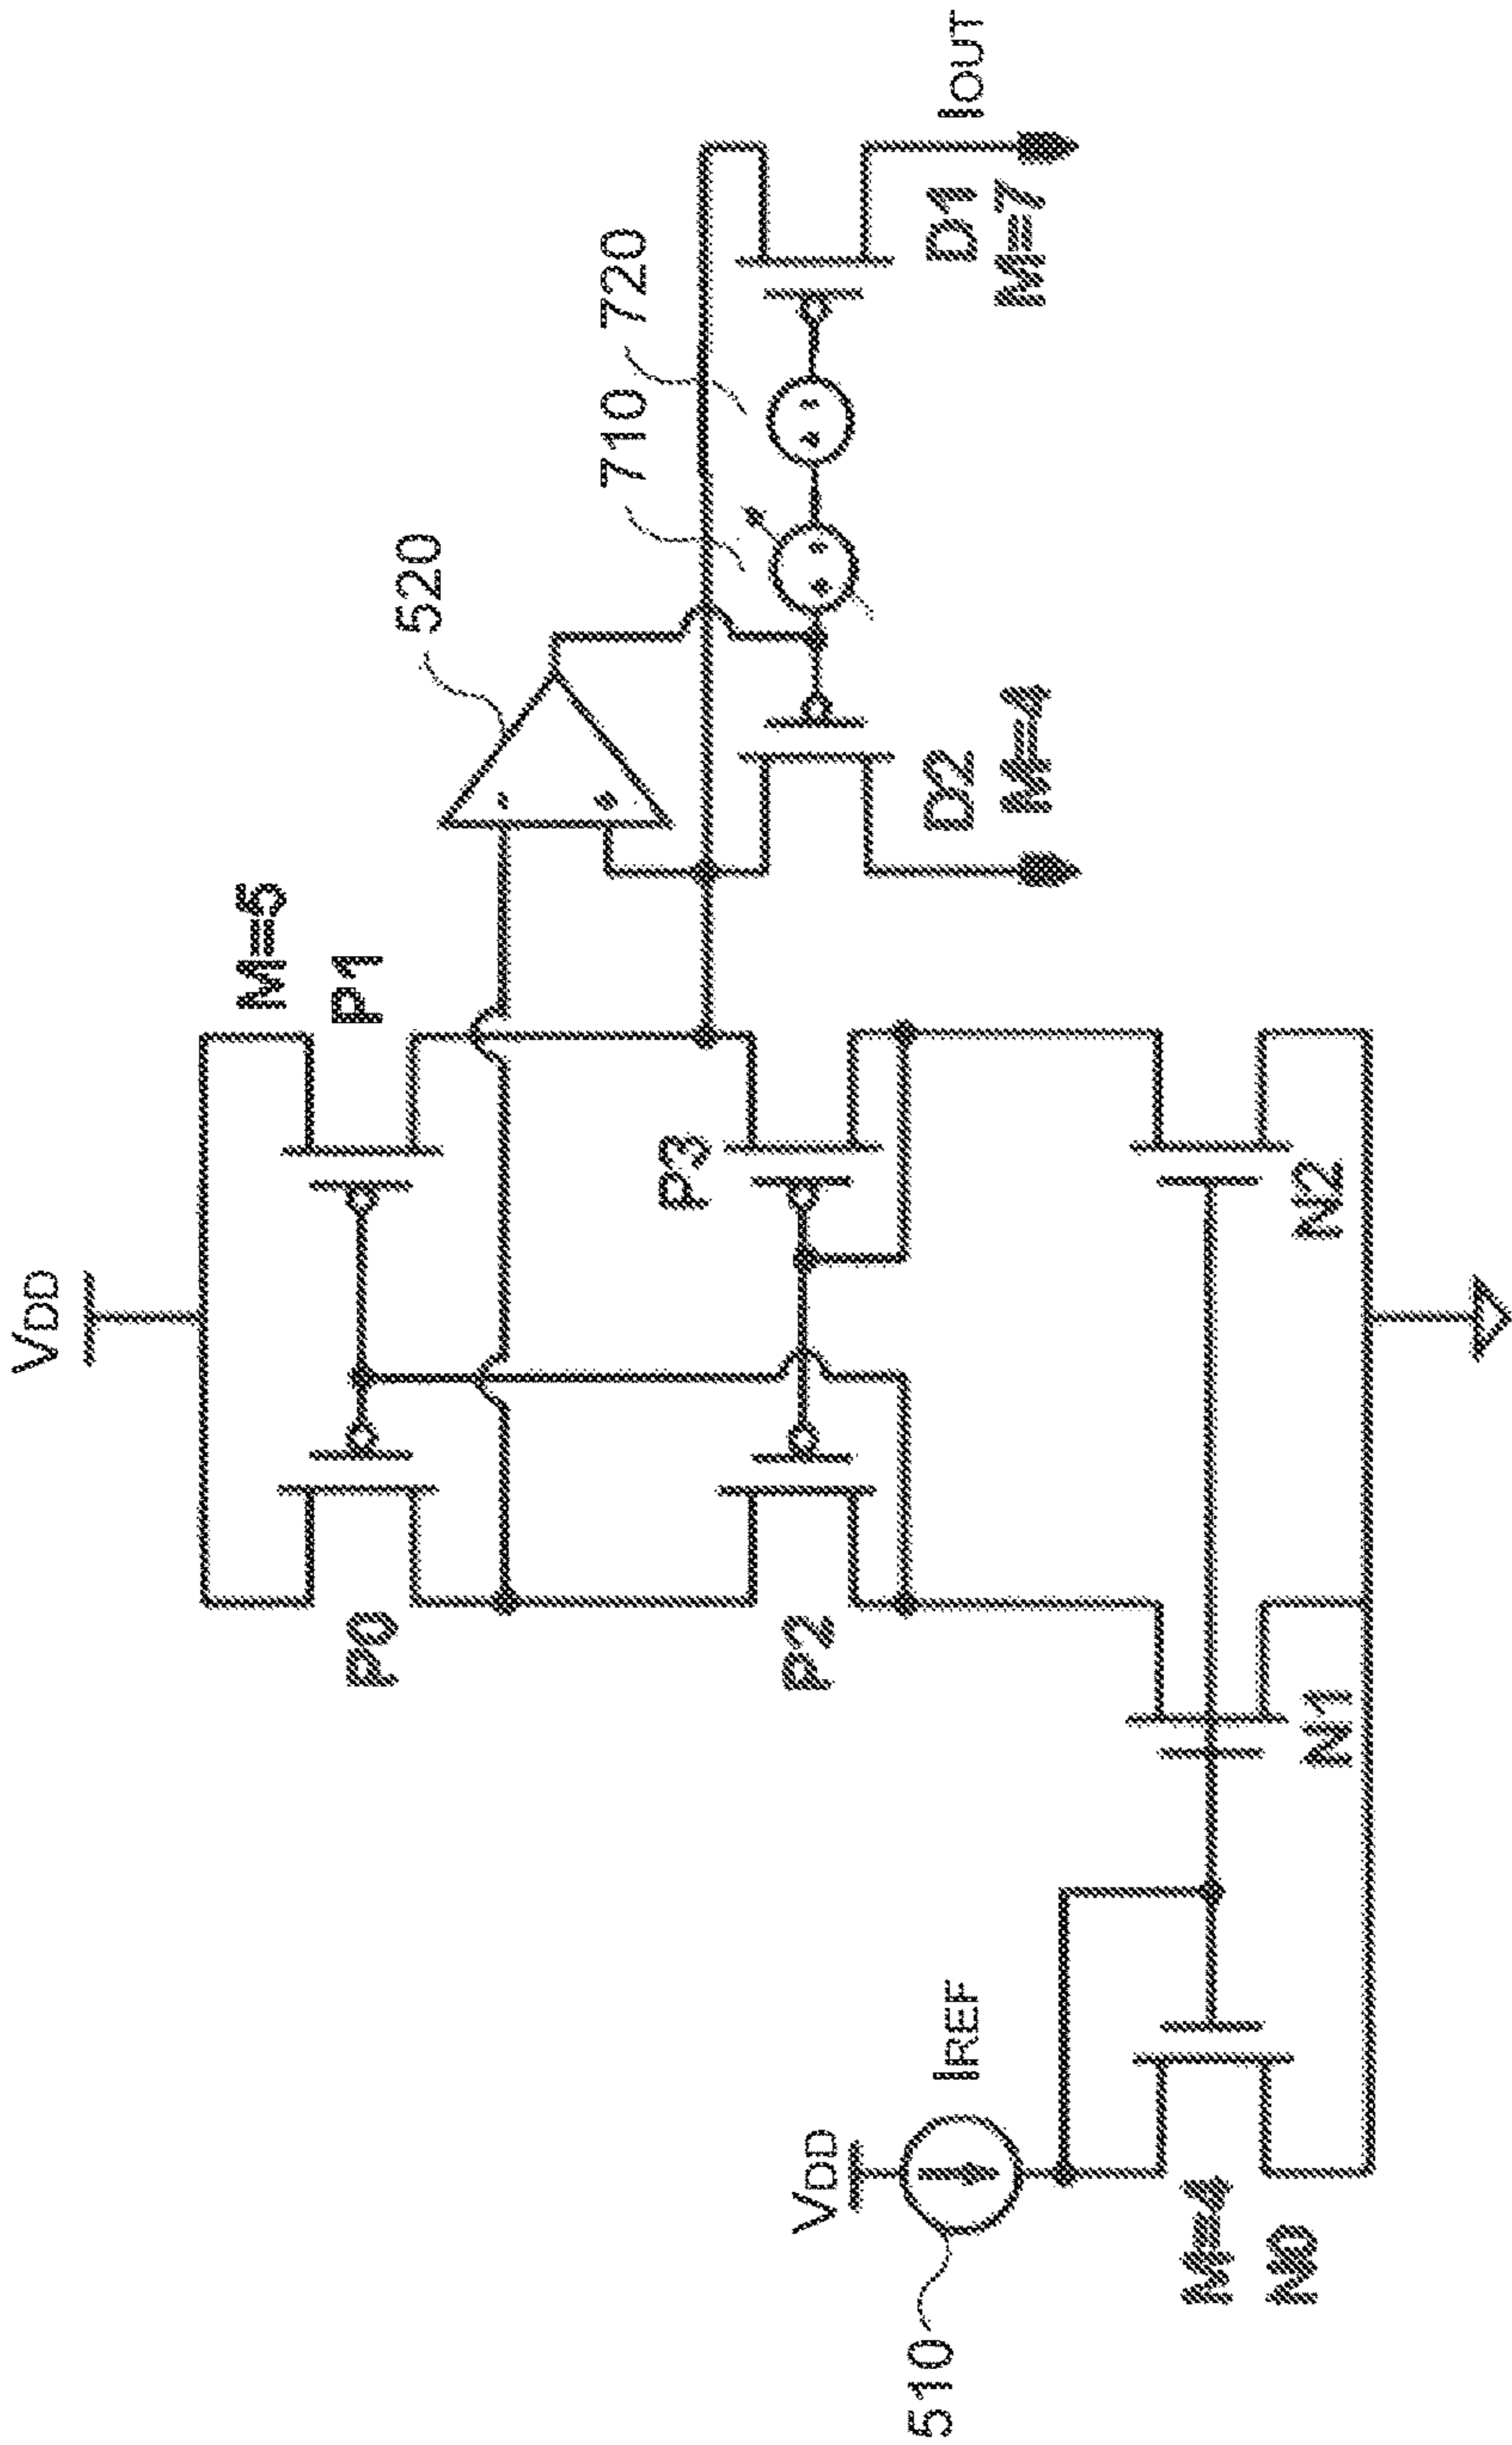 VDD
M=5
P0
P1
520
710
720
P3
P2
VDD
510
IREF
D2
M=4
D1
M=7
IOUT
M=4
N0
N1
N2